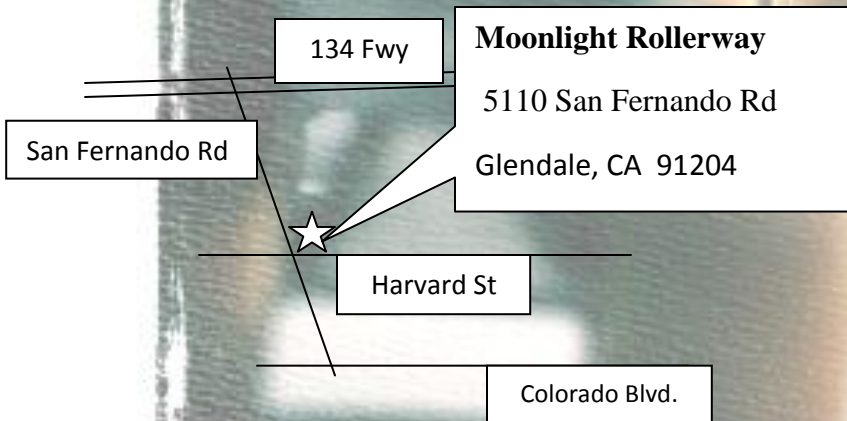 134 Fwy
Moonlight Rollerway
5110 San Fernando Rd
Glendale, CA 91204
San Fernando Rd
Harvard St
Colorado Blvd.